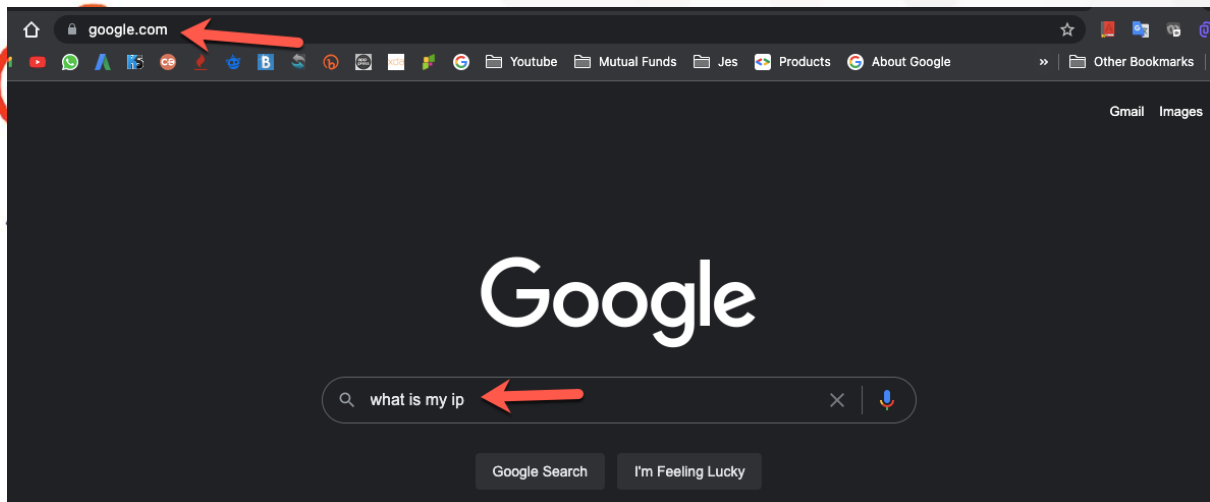 google.com
Youtube Mutual Funds Jes Products About Google » Other Bookmarks
Gmail Images
Google
what is my ip
Google Search I'm Feeling Lucky